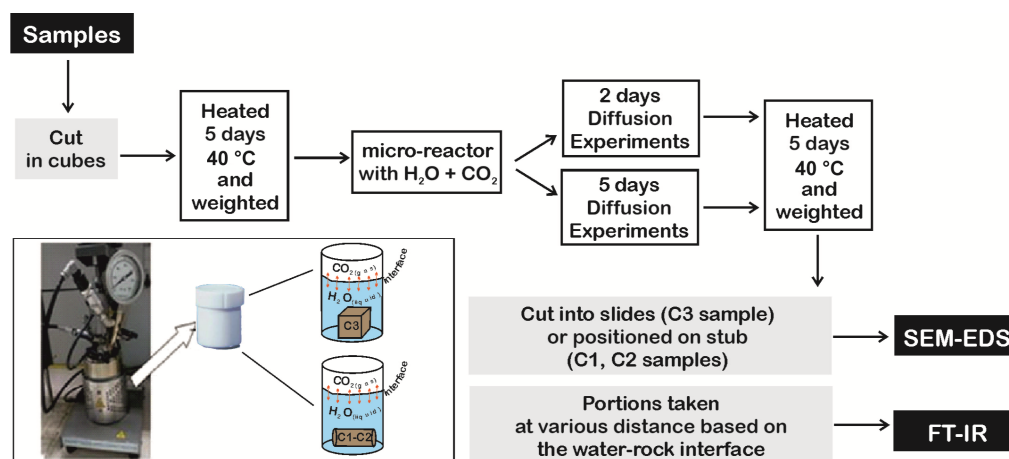 Samples
Cut
in cubes
Heated
5 days
40 °C
and
weighted
micro-reactor
with H₂O + CO₂
2 days
Diffusion
Experiments
5 days
Diffusion
Experiments
Heated
5 days
40 °C
and
weighted
CO₂(gas)
interface
H₂O(liquid)
C3
CO₂(gas)
interface
H₂O(liquid)
C1-C2
Cut into slides (C3 sample)
or positioned on stub
(C1, C2 samples)
SEM-EDS
Portions taken
at various distance based on
the water-rock interface
FT-IR